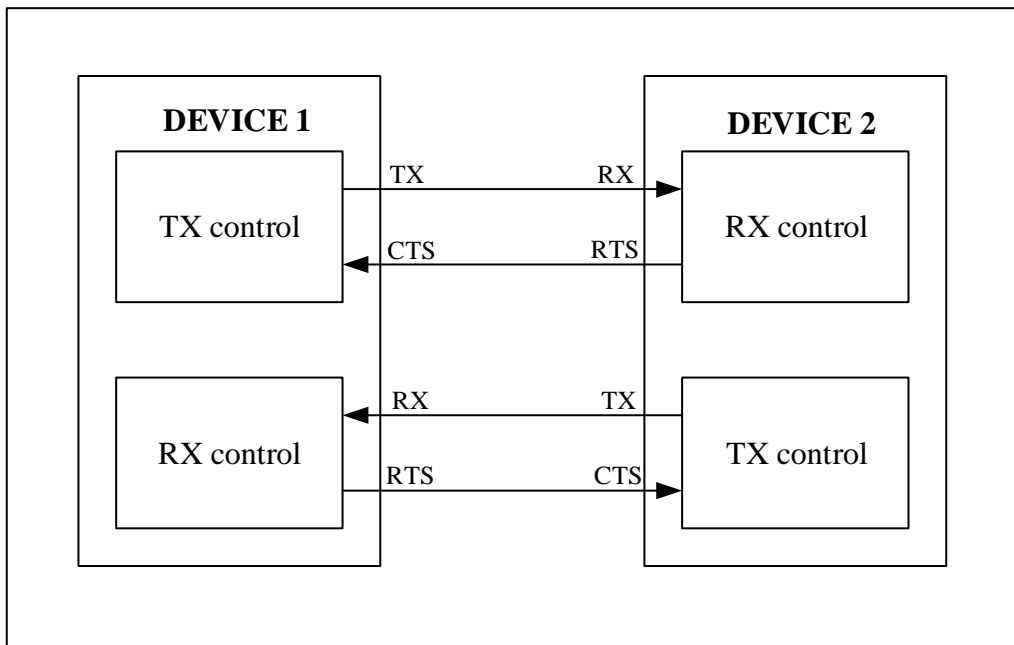 DEVICE 1
DEVICE 2
TX
RX
TX control
RX control
CTS
RTS
RX
TX
RX control
TX control
RTS
CTS